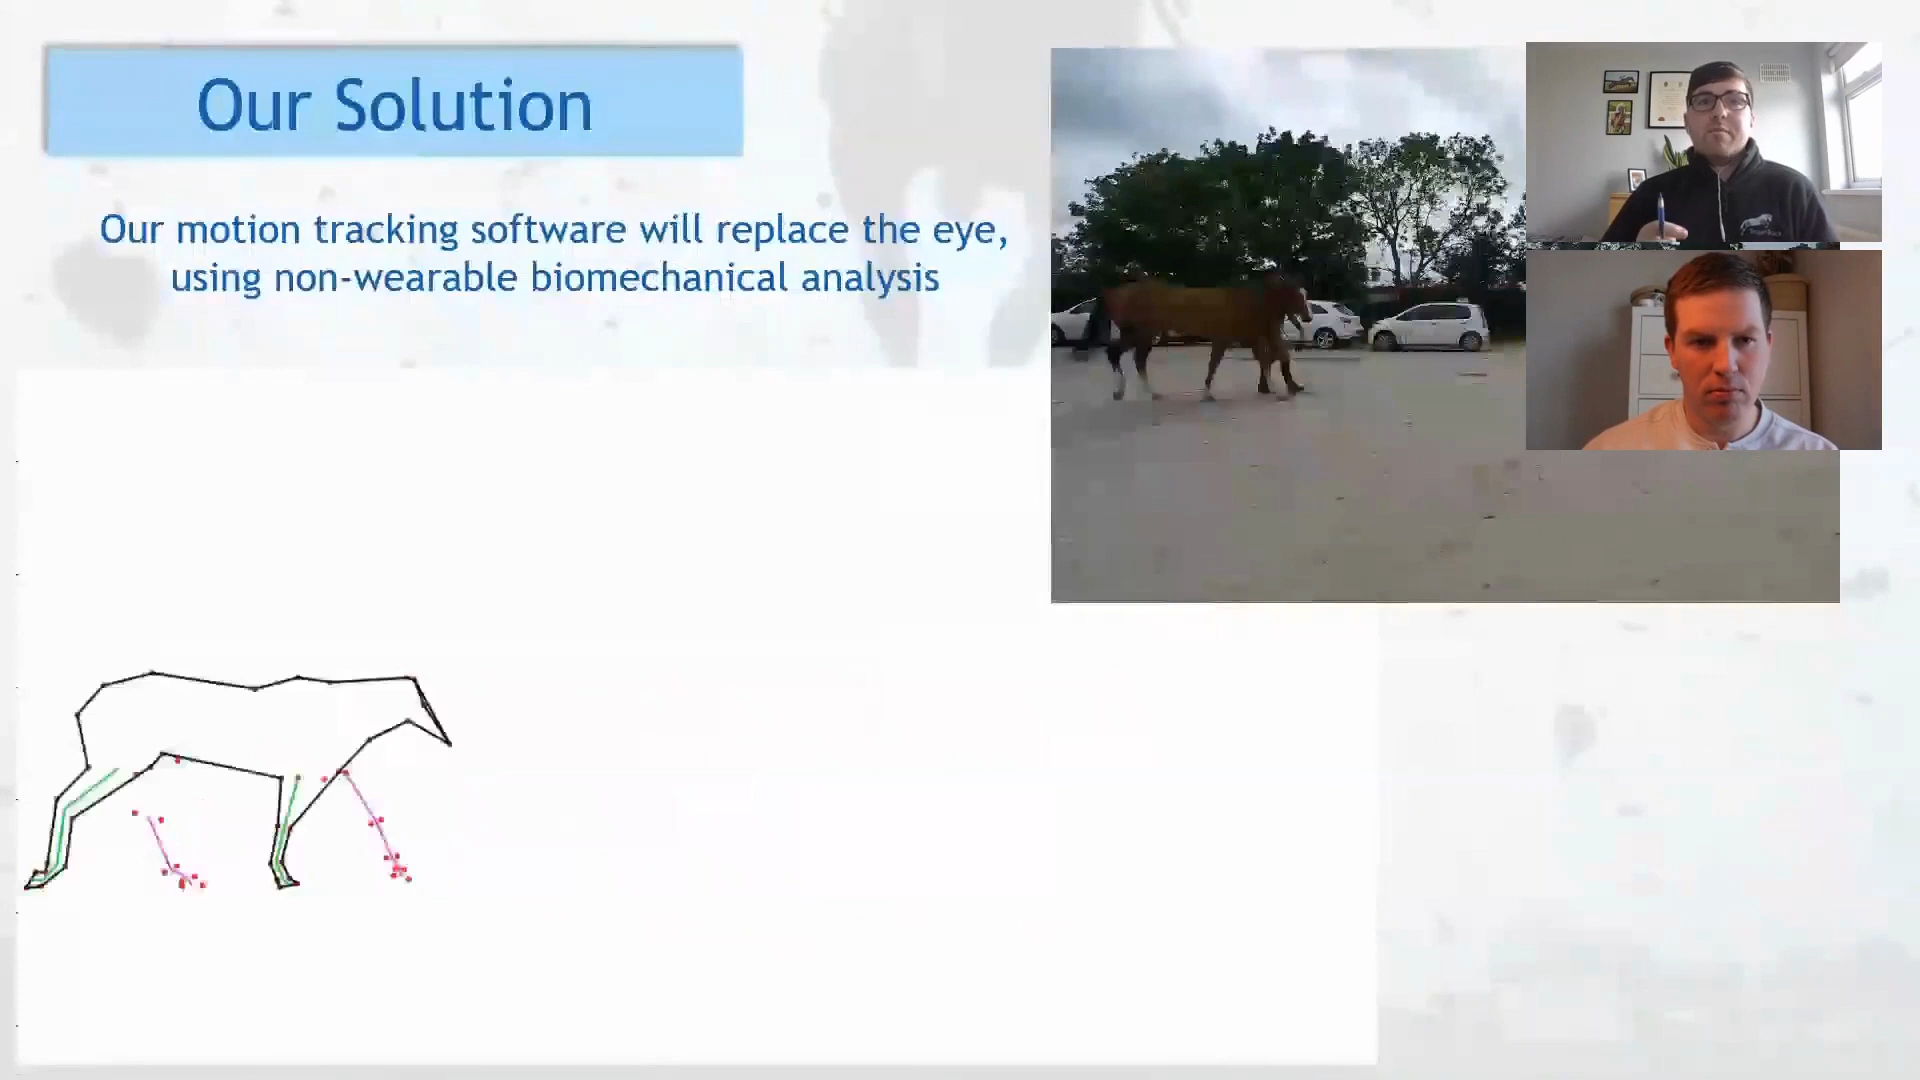 Our Solution
Our motion tracking software will replace the eye,
using non-wearable biomechanical analysis